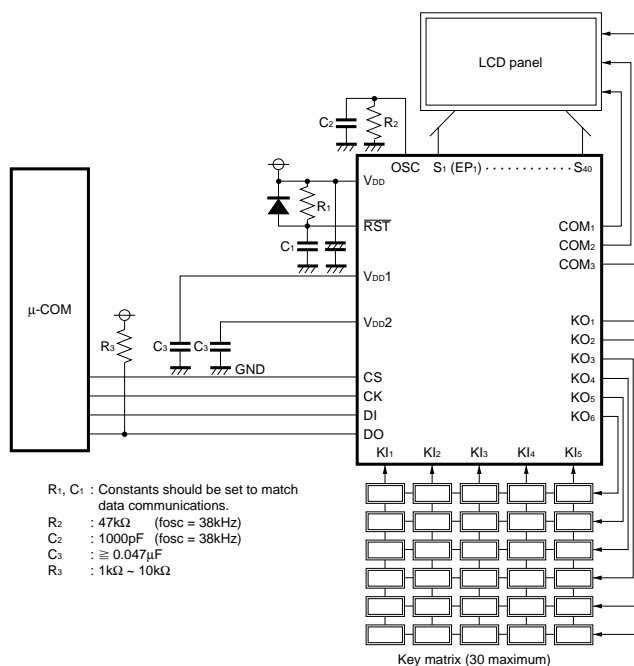 LCD panel
C2
R2
OSC
S1 (EP1) · · · · · · · · · · · S40
VDD
R1
RST
C1
COM1
COM2
COM3
VDD1
μ-COM
VDD2
R3
C3
C3
GND
KO1
KO2
KO3
KO4
KO5
KO6
CS
CK
DI
DO
KI1 KI2 KI3 KI4 KI5
R1, C1 : Constants should be set to match
data communications.
R2 : 47kΩ (fosc = 38kHz)
C2 : 1000pF (fosc = 38kHz)
C3 : ≧ 0.047μF
R3 : 1kΩ ~ 10kΩ
Key matrix (30 maximum)